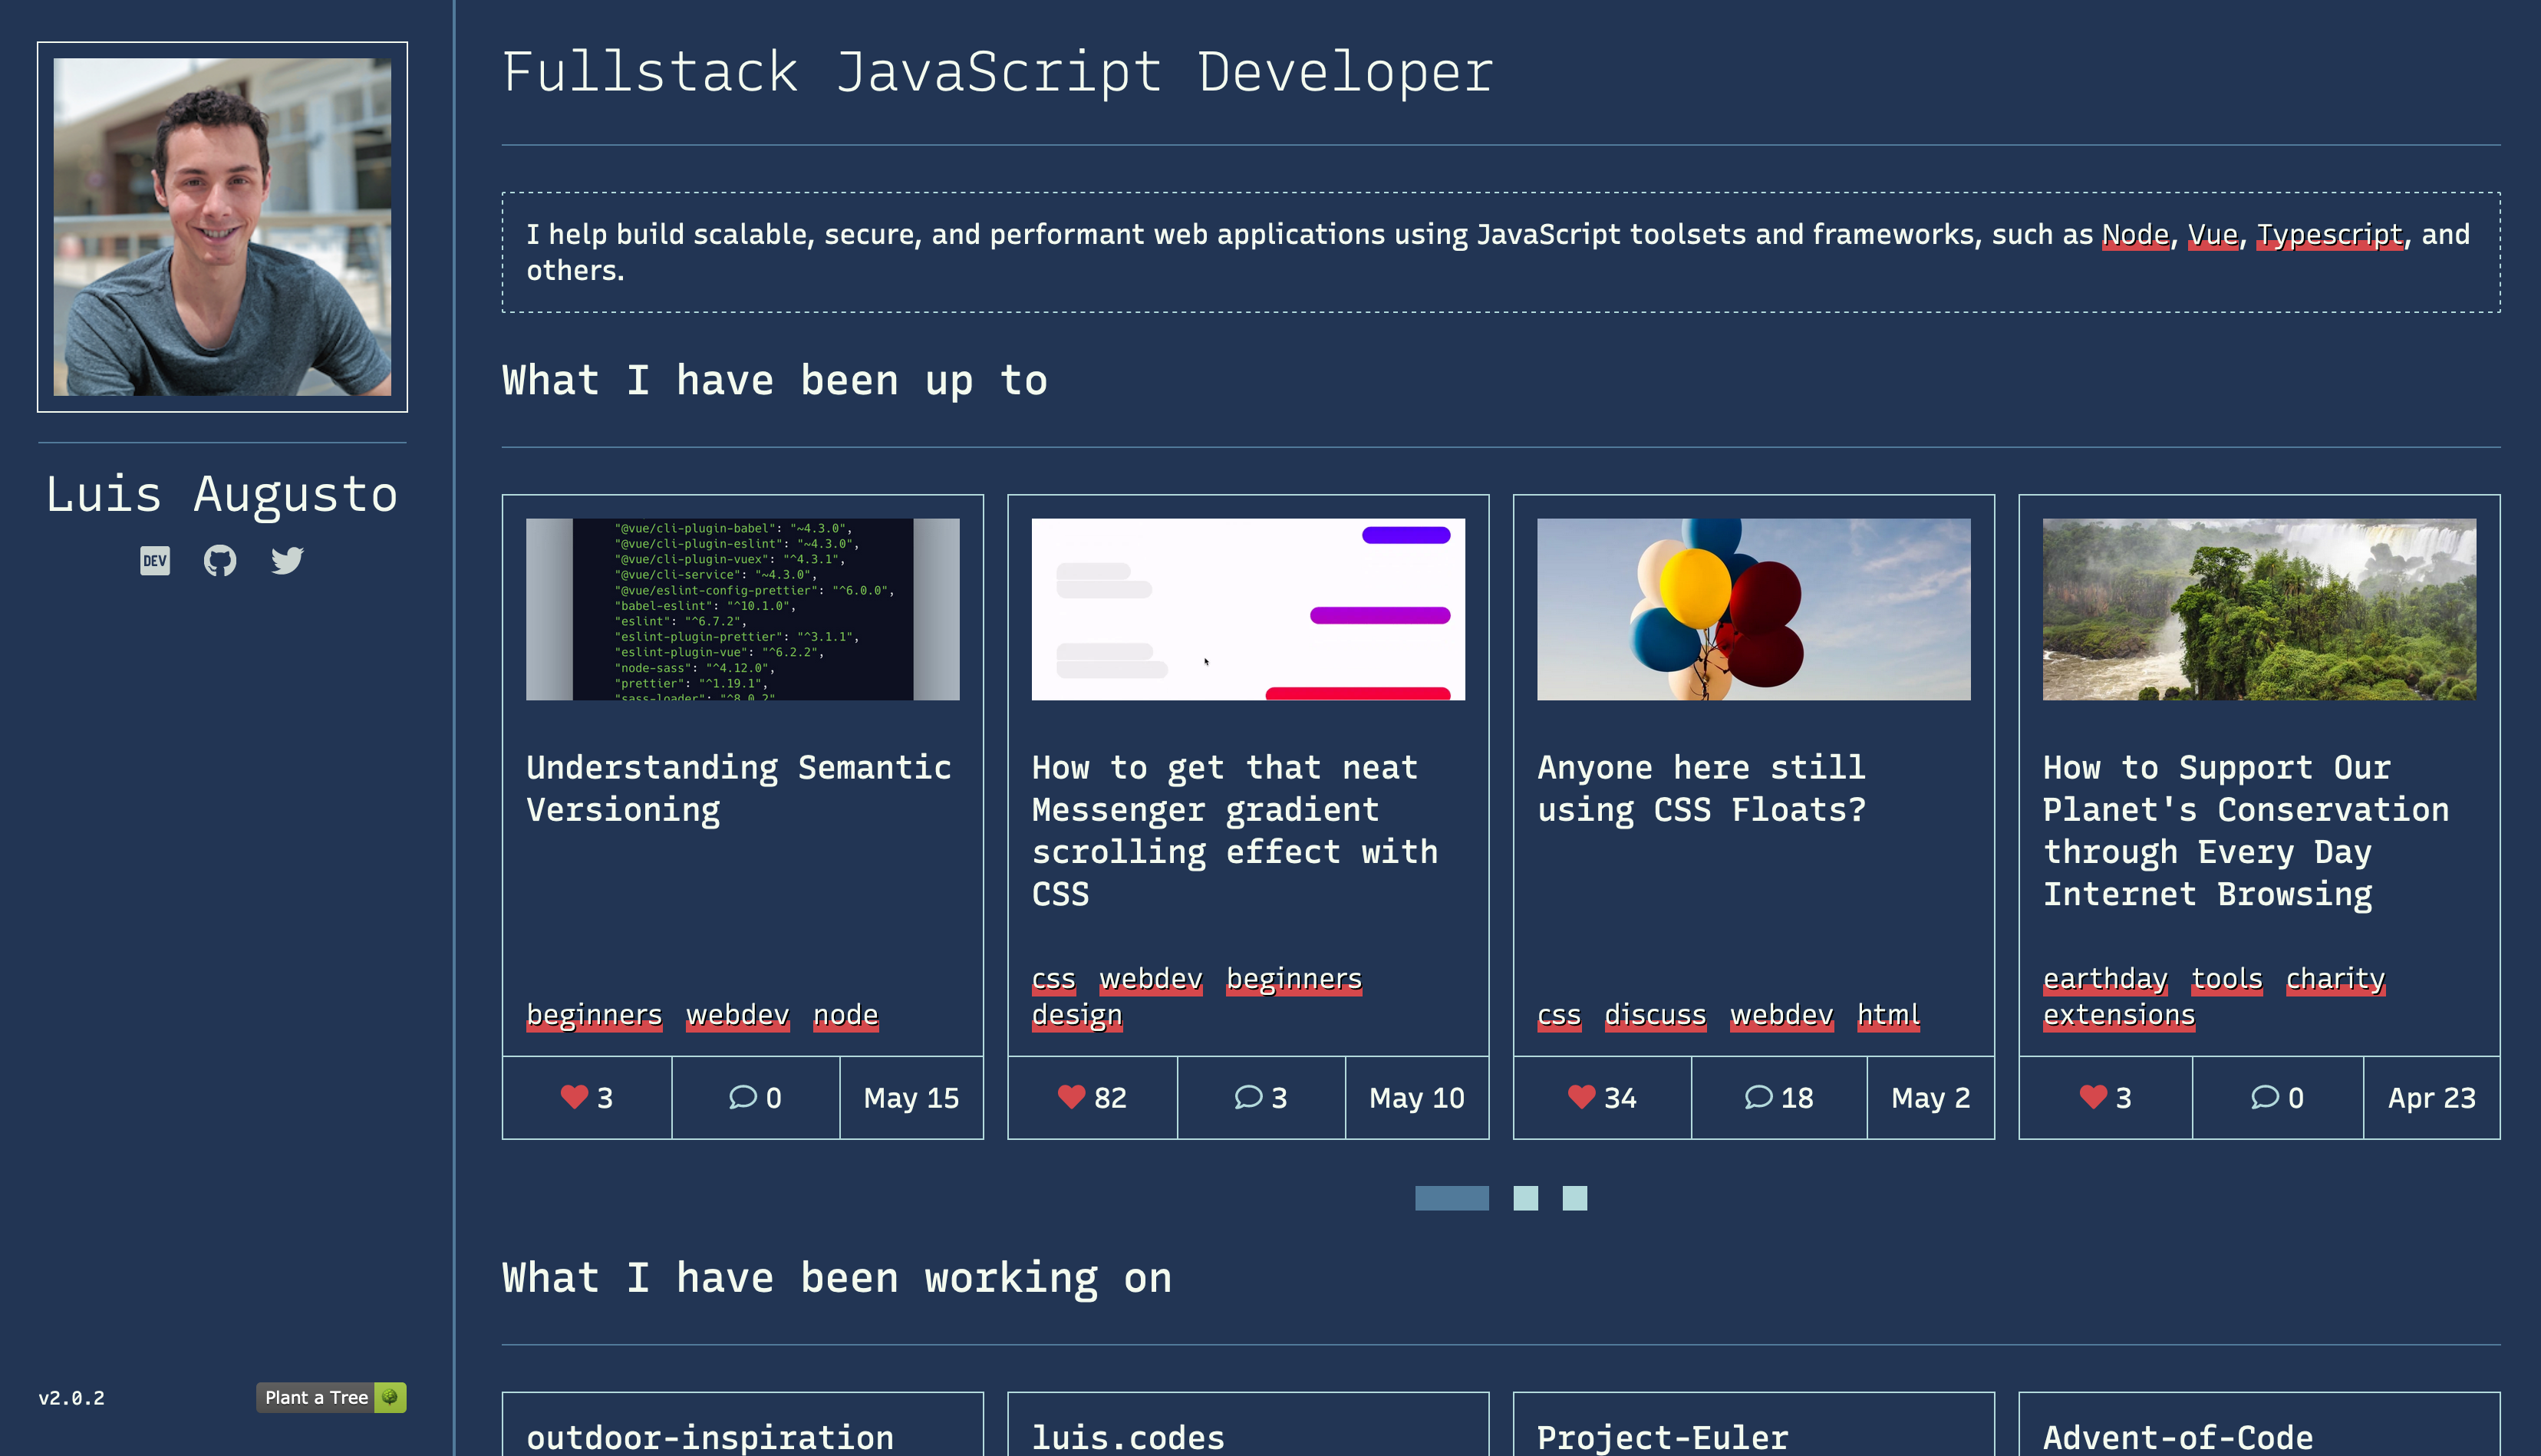 Fullstack JavaScript Developer
I help build scalable, secure, and performant web applications using JavaScript toolsets and frameworks, such as Node, Vue, Typescript, and
others.
What I have been up to
Luis Augusto
DEV
"@vue/cli-plugin-babel": "~4.3.0",
"@vue/cli-plugin-eslint": "~4.3.0",
"@vue/cli-plugin-vuex": "^4.3.1",
"@vue/cli-service": "~4.3.0",
"@vue/eslint-config-prettier": "^6.0.0",
"babel-eslint": "^10.1.0",
"eslint": "^6.7.2",
"eslint-plugin-prettier": "^3.1.1",
"eslint-plugin-vue": "^6.2.2",
"node-sass": "^4.12.0",
"prettier": "^1.19.1",
"sass-loader": "^8.0.2"
Understanding Semantic
Versioning
beginners webdev node
3 0 May 15
How to get that neat
Messenger gradient
scrolling effect with
CSS
css webdev beginners
design
82 3 May 10
Anyone here still
using CSS Floats?
css discuss webdev html
34 18 May 2
How to Support Our
Planet's Conservation
through Every Day
Internet Browsing
earthday tools charity
extensions
3 0 Apr 23
What I have been working on
outdoor-inspiration
luis.codes
Project-Euler
Advent-of-Code
v2.0.2
Plant a Tree